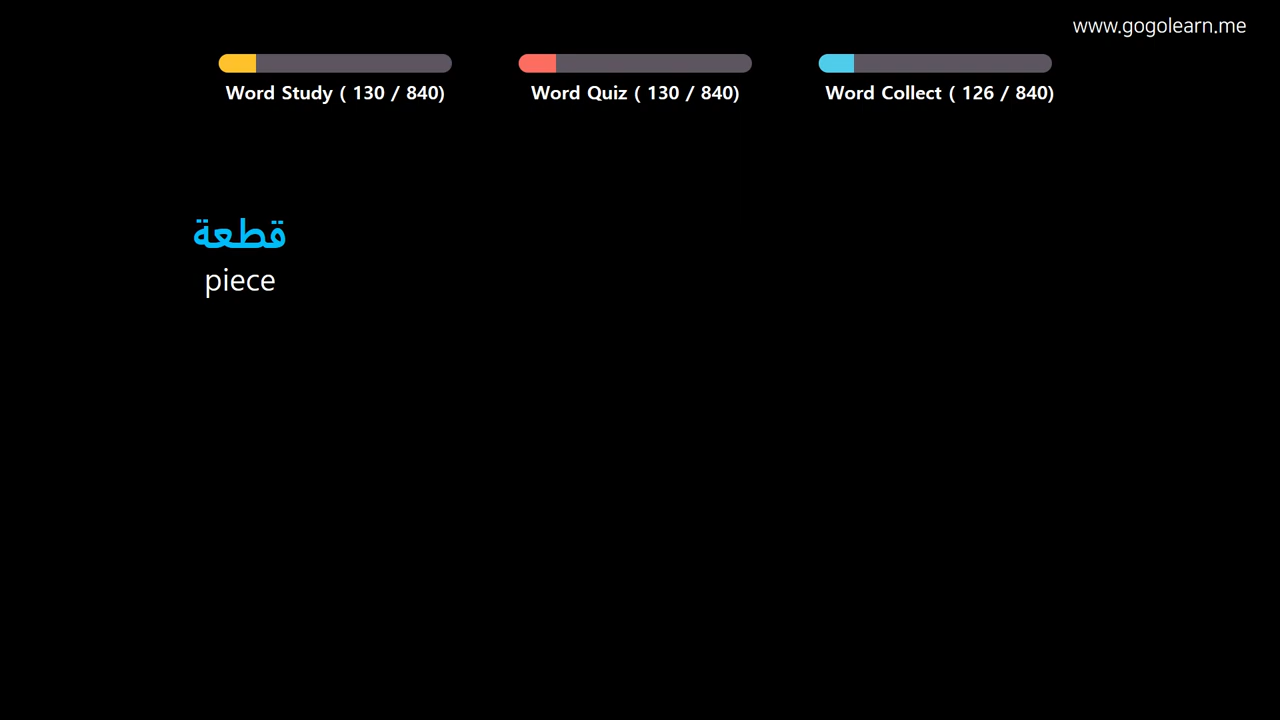 www.gogolearn.me
Word Study ( 130 / 840)
Word Quiz ( 130 / 840)
Word Collect ( 126 / 840)
قطعة
piece